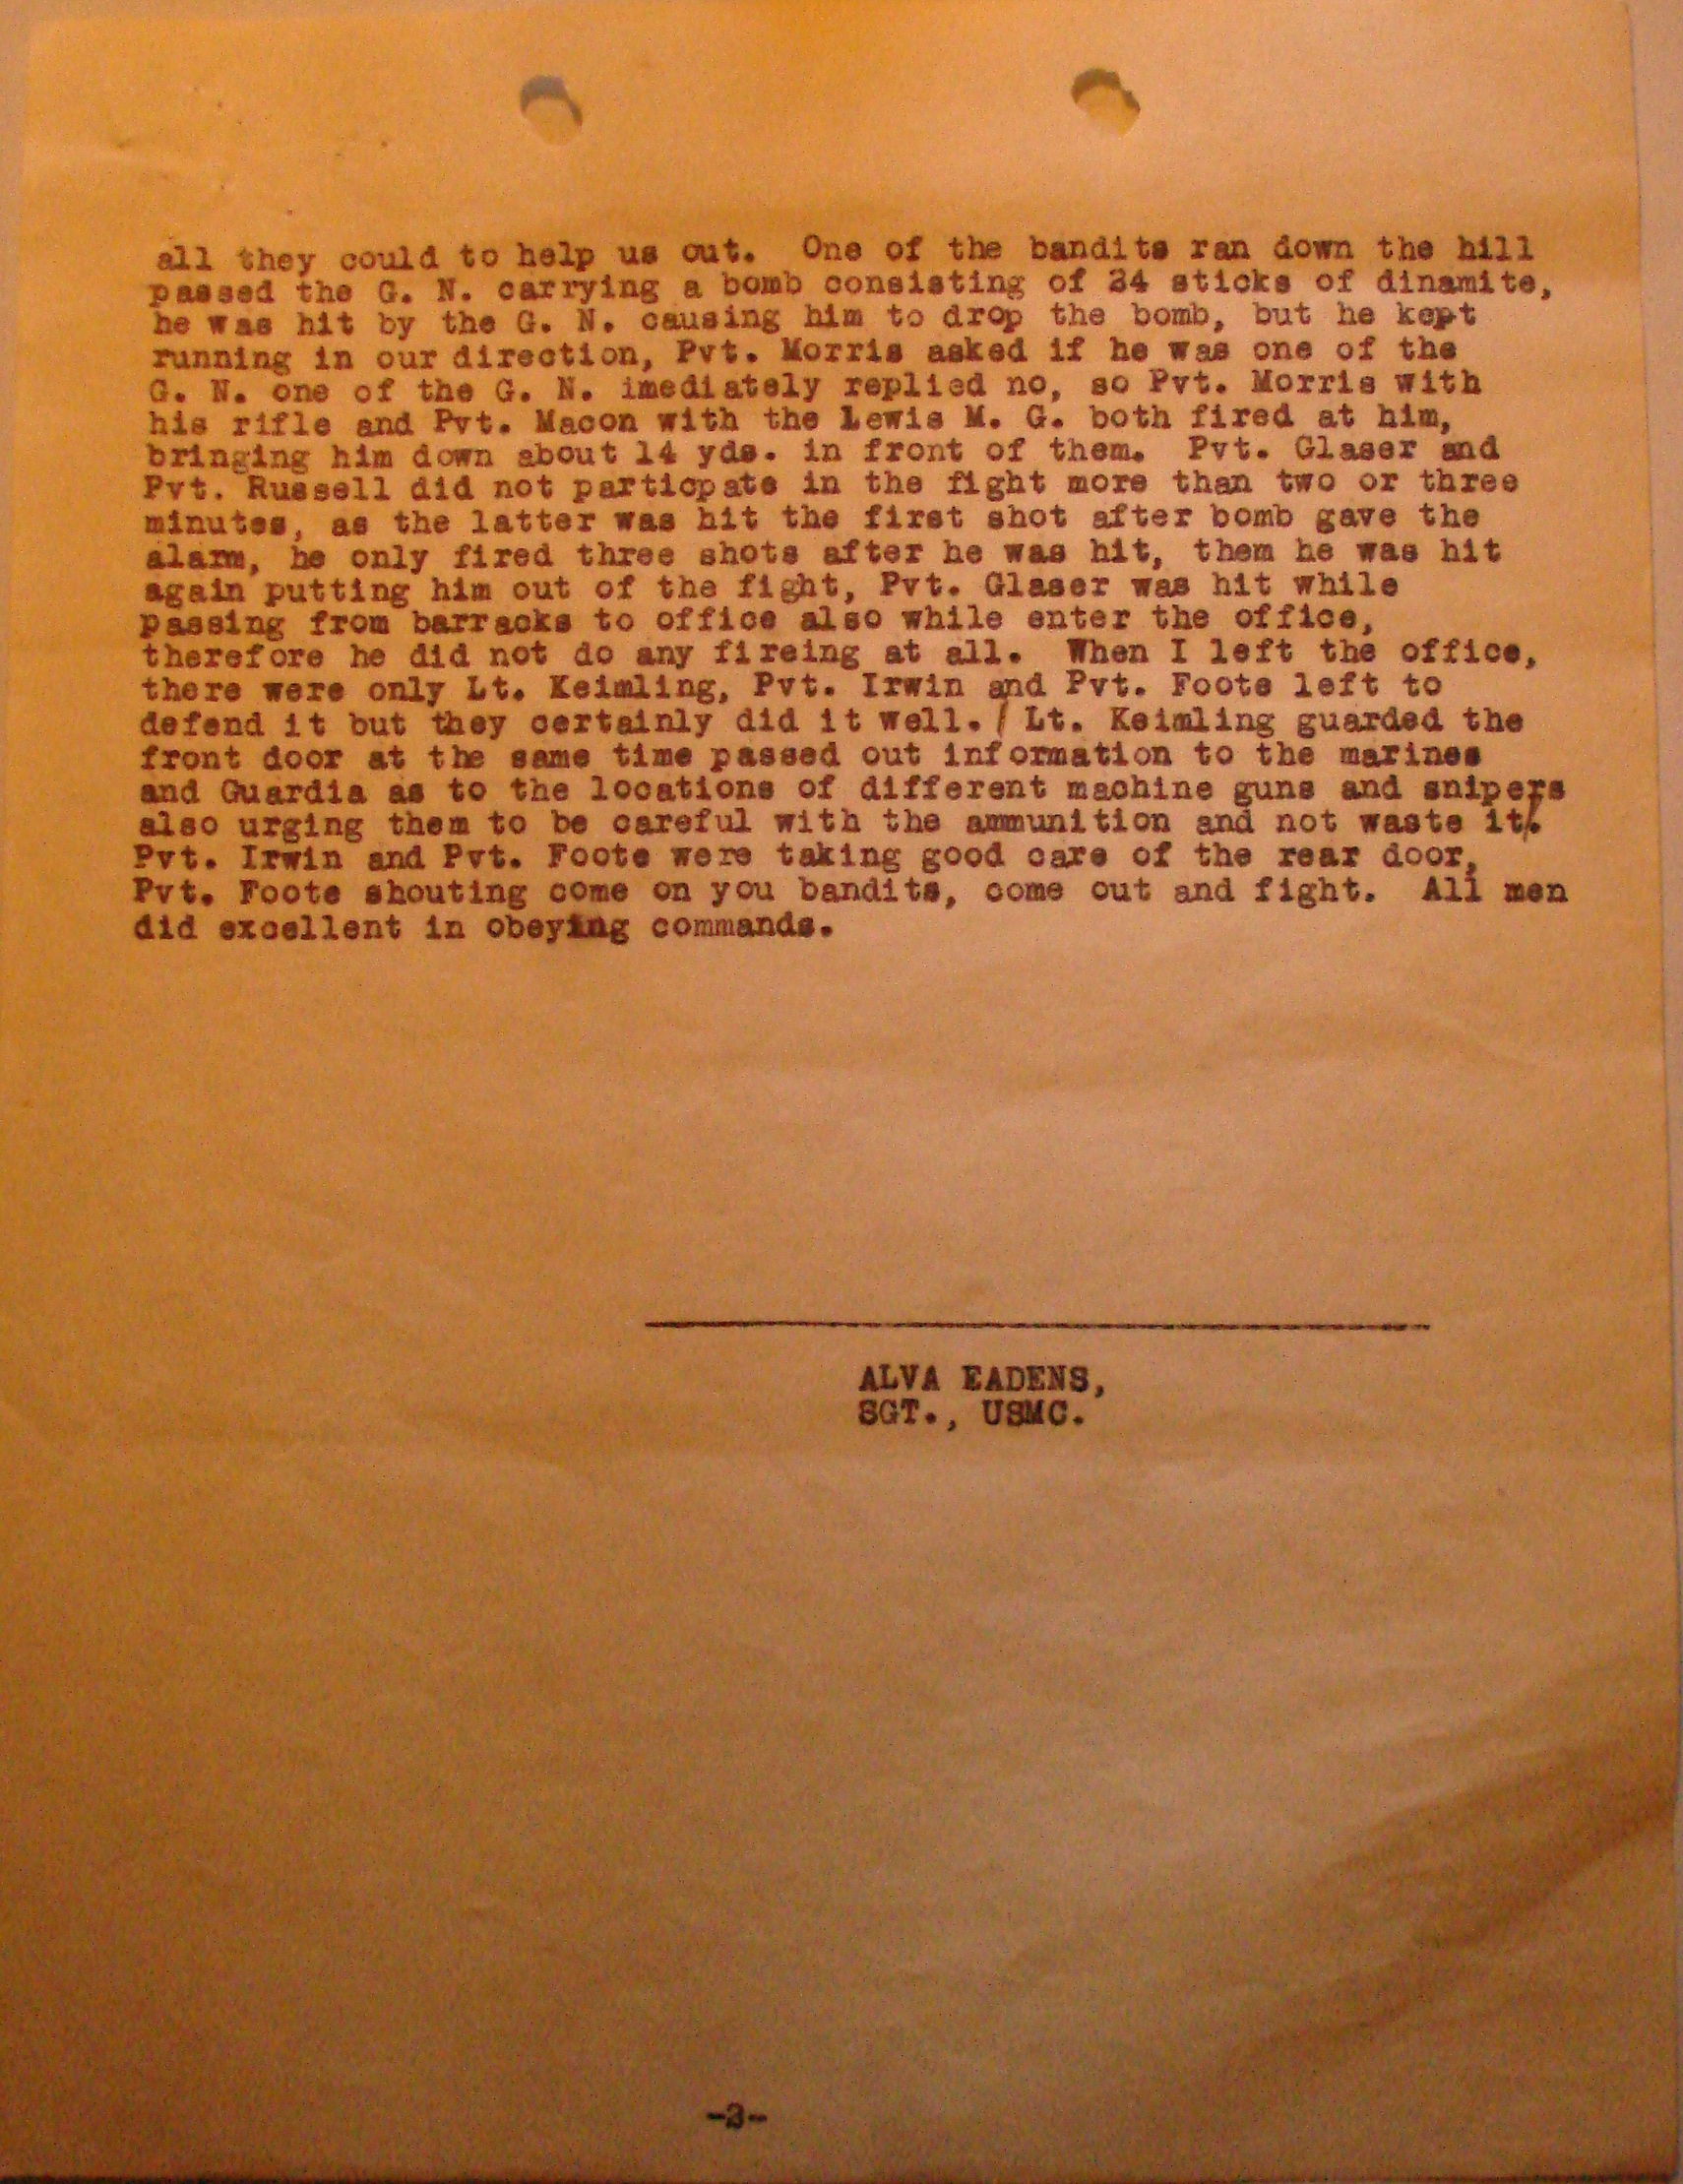 all they could to help us out.  One of the bandits ran down the hill
passed the G. N. carrying a bomb consisting of 24 sticks of dinamite,
he was hit by the G. N. causing him to drop the bomb, but he kept
running in our direction, Pvt. Morris asked if he was one of the
G. N. one of the G. N. imediately replied no, so Pvt. Morris with
his rifle and Pvt. Macon with the Lewis M. G. both fired at him,
bringing him down about 14 yds. in front of them.  Pvt. Glaser and
Pvt. Russell did not particpate in the fight more than two or three
minutes, as the latter was hit the first shot after bomb gave the
alarm, he only fired three shots after he was hit, them he was hit
again putting him out of the fight, Pvt. Glaser was hit while
passing from barracks to office also while enter the office,
therefore he did not do any fireing at all.  When I left the office,
there were only Lt. Keimling, Pvt. Irwin and Pvt. Foote left to
defend it but they certainly did it well. / Lt. Keimling guarded the
front door at the same time passed out information to the marines
and Guardia as to the locations of different machine guns and snipers
also urging them to be careful with the ammunition and not waste it/.
Pvt. Irwin and Pvt. Foote were taking good care of the rear door,
Pvt. Foote shouting come on you bandits, come out and fight.  All men
did excellent in obeying commands.
ALVA EADENS,
SGT., USMC.
-2-